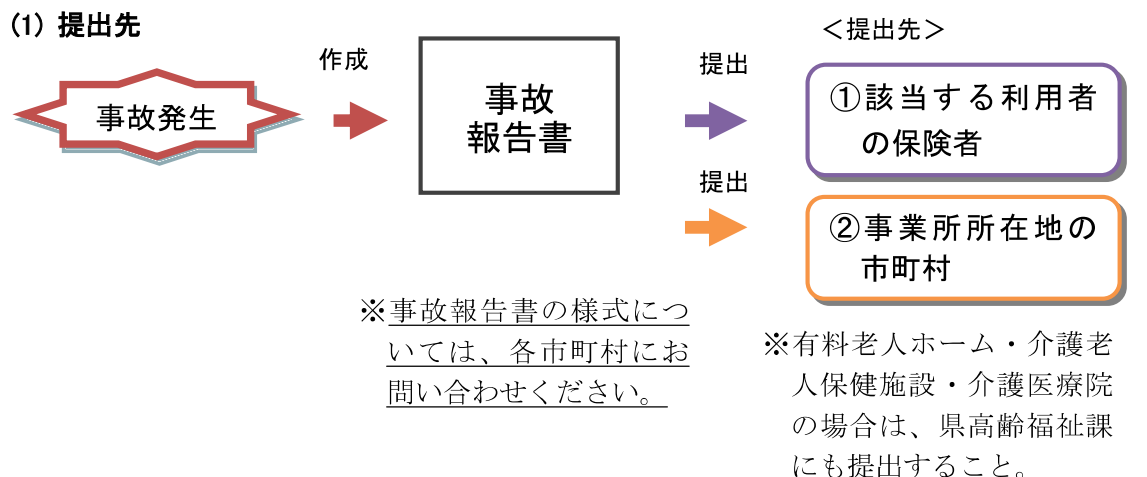 (1) 提出先
事故発生
作成
事故
報告書
提出
提出
＜提出先＞
①該当する利用者
の保険者
②事業所所在地の
市町村
※事故報告書の様式につ
いては、各市町村にお
問い合わせください。
※有料老人ホーム・介護老
人保健施設・介護医療院
の場合は、県高齢福祉課
にも提出すること。